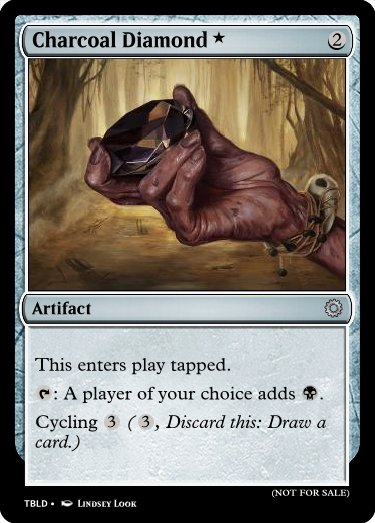 Charcoal Diamond ★ 2
Artifact
This enters play tapped.
: A player of your choice adds .
Cycling 3 ( 3, Discard this: Draw a
card.)
(NOT FOR SALE)
TBLD • LINDSEY LOOK